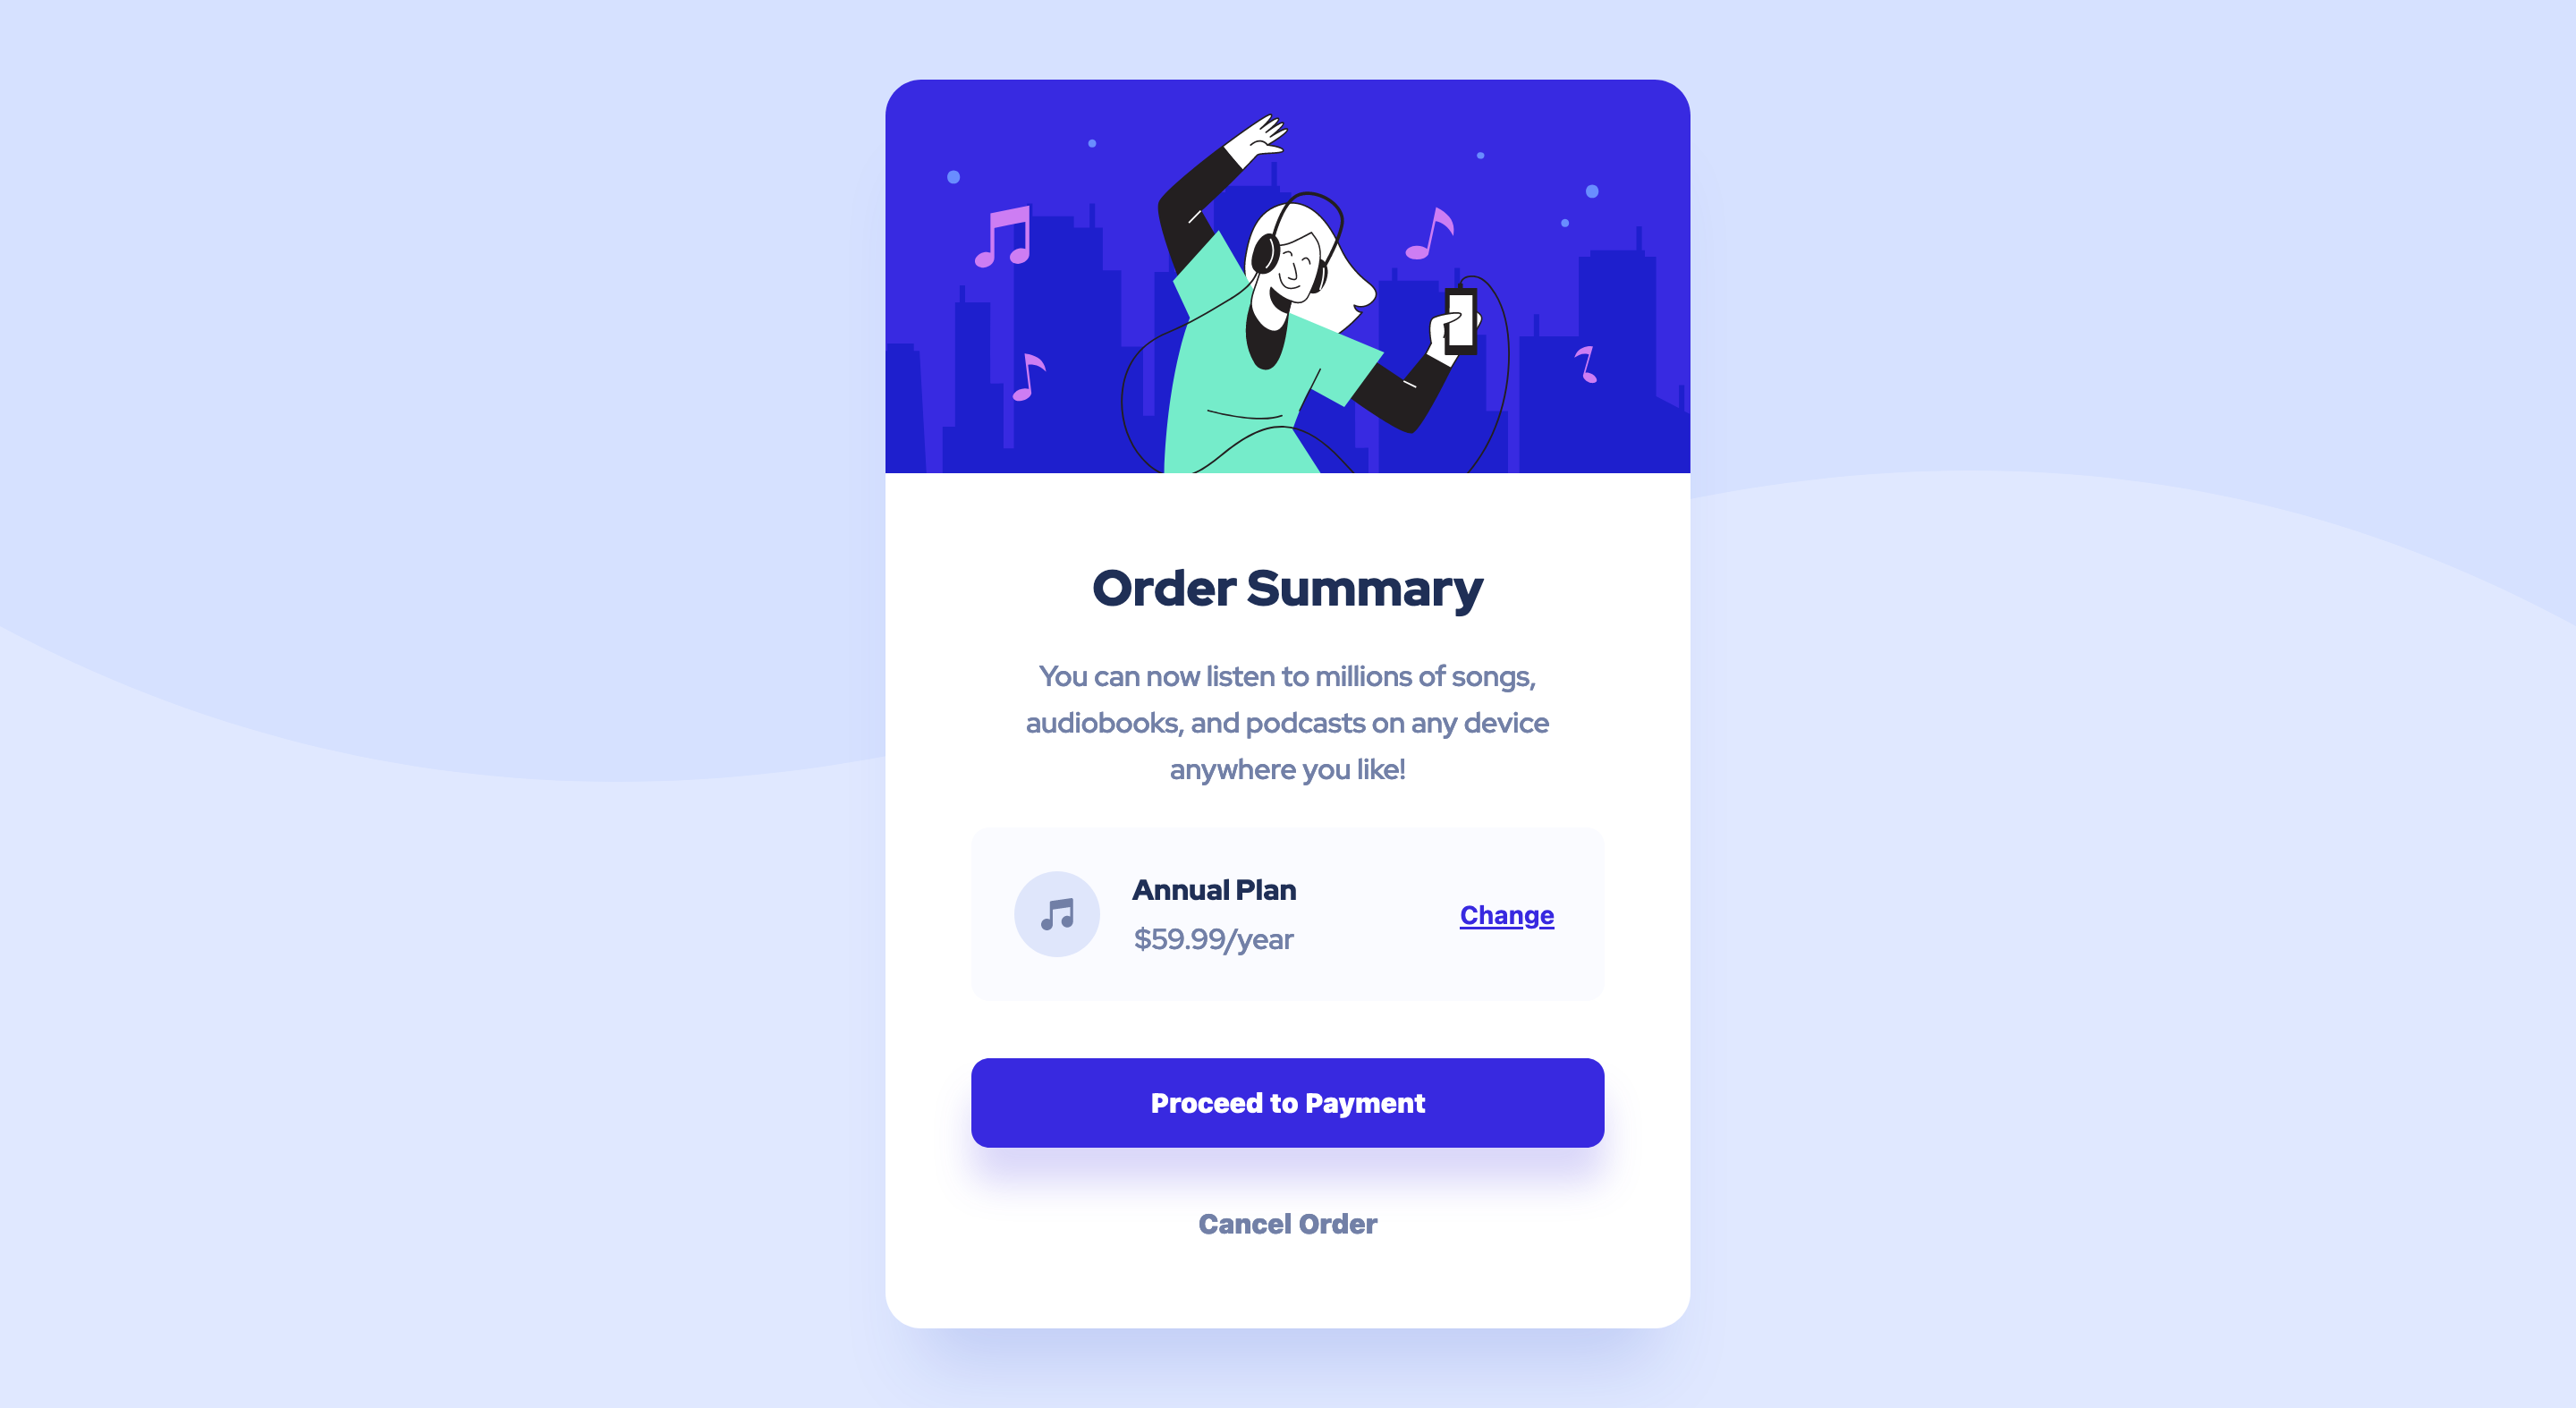 Order Summary
You can now listen to millions of songs,
audiobooks, and podcasts on any device
anywhere you like!
Annual Plan
$59.99/year
Change
Proceed to Payment
Cancel Order